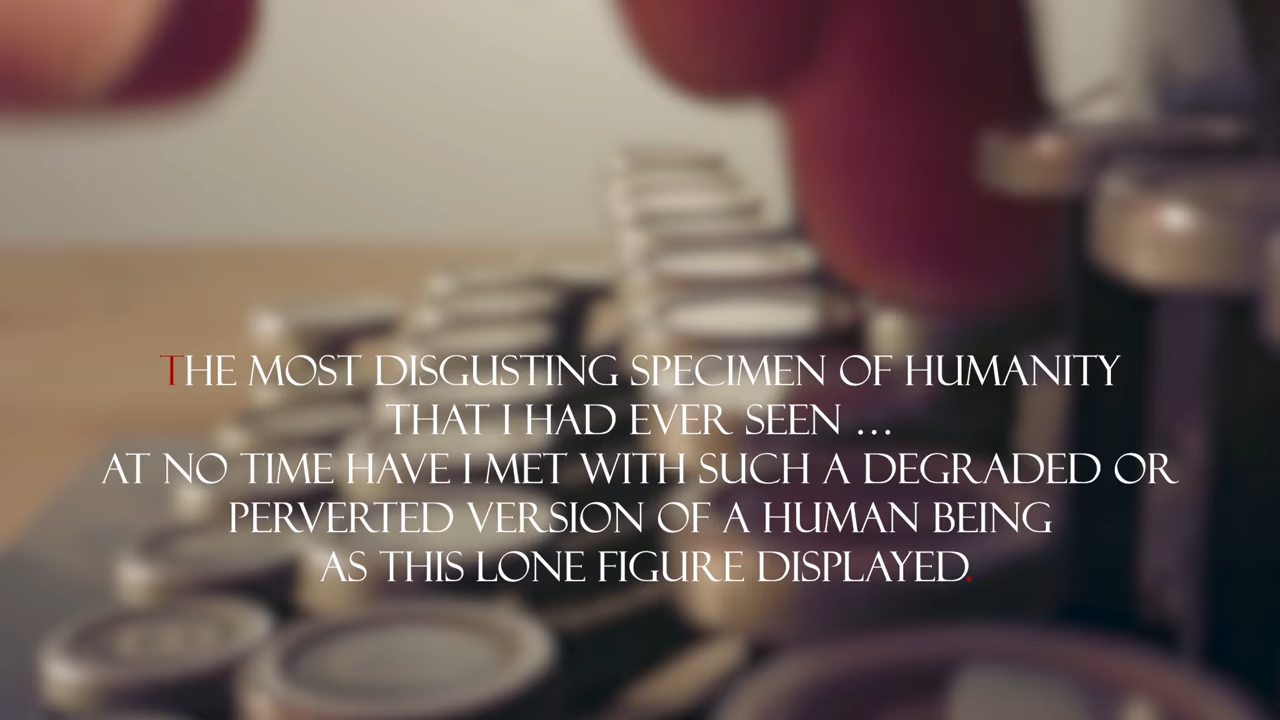 THE MOST DISGUSTING SPECIMEN OF HUMANITY
THAT I HAD EVER SEEN ...
AT NO TIME HAVE I MET WITH SUCH A DEGRADED OR
PERVERTED VERSION OF A HUMAN BEING
AS THIS LONE FIGURE DISPLAYED.